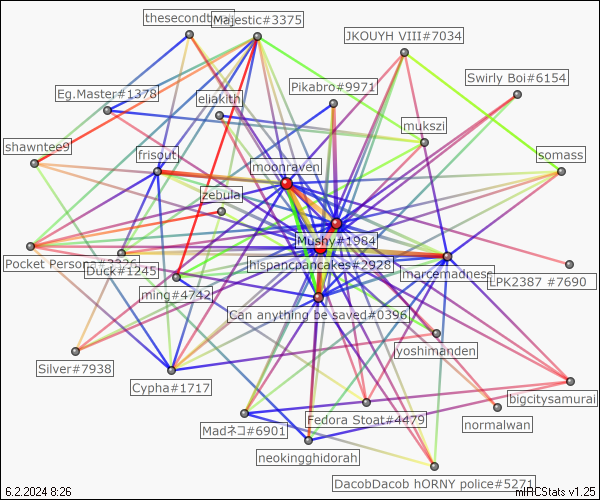 thesecondt
Majestic#3375
JKOUYH VIII#7034
Swirly Boi#6154
Pikabro#9971
Eg.Master#1378
eliakith
mukszi
shawntee9
frisout
moonraven
somass
zebula
Mushy#1984
Pocket Persona#3336
Duck#1245
hispancpancakes#2928
marcemadness
LPK2387 #7690
ming#4742
Can anything be saved#0396
yoshimanden
Silver#7938
Cypha#1717
bigcitysamurai
Fedora Stoat#4479
normalwan
Madネコ#6901
neokingghidorah
DacobDacob hORNY police#5271
6.2.2024 8:26
mIRCStats v1.25